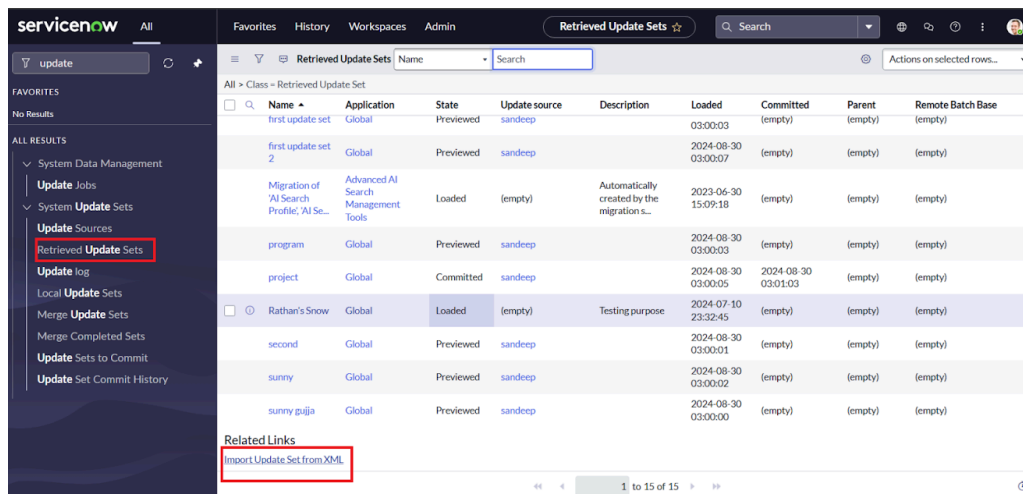 servicenow All Favorites History Workspaces Admin Retrieved Update Sets Search
update
Retrieved Update Sets Name Search Actions on selected rows...
FAVORITES
No Results
ALL RESULTS
System Data Management
Update Jobs
System Update Sets
Update Sources
Retrieved Update Sets
Update log
Local Update Sets
Merge Update Sets
Merge Completed Sets
Update Sets to Commit
Update Set Commit History
All > Class = Retrieved Update Set
Name Application State Update source Description Loaded Committed Parent Remote Batch Base
first update set Global Previewed sandeep 03:00:03 (empty) (empty) (empty)
first update set 2 Global Previewed sandeep 2024-08-30 03:00:07 (empty) (empty) (empty)
Migration of 'AI Search Profile', 'AI Se... Advanced AI Search Management Tools Loaded (empty) Automatically created by the migration s... 2023-06-30 15:09:18 (empty) (empty) (empty)
program Global Previewed sandeep 2024-08-30 03:00:03 (empty) (empty) (empty)
project Global Committed sandeep 2024-08-30 03:00:05 2024-08-30 03:01:03 (empty) (empty)
Rathan's Snow Global Loaded (empty) Testing purpose 2024-07-10 23:32:45 (empty) (empty) (empty)
second Global Previewed sandeep 2024-08-30 03:00:01 (empty) (empty) (empty)
sunny Global Previewed sandeep 2024-08-30 03:00:02 (empty) (empty) (empty)
sunny gujja Global Previewed sandeep 2024-08-30 03:00:00 (empty) (empty) (empty)
Related Links
Import Update Set from XML
1 to 15 of 15